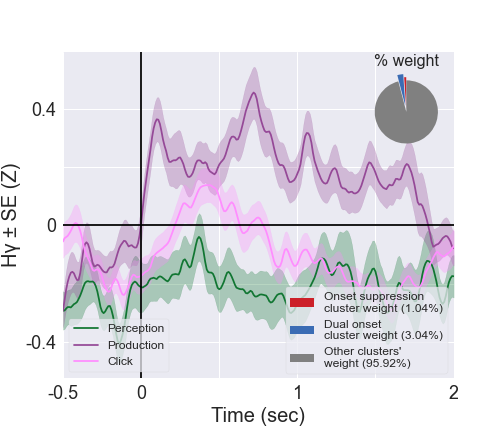 % weight
Hγ ± SE (Z)
0.4
0
-0.4
Perception
Production
Click
Onset suppression
cluster weight (1.04%)
Dual onset
cluster weight (3.04%)
Other clusters'
weight (95.92%)
-0.5
0
1
2
Time (sec)